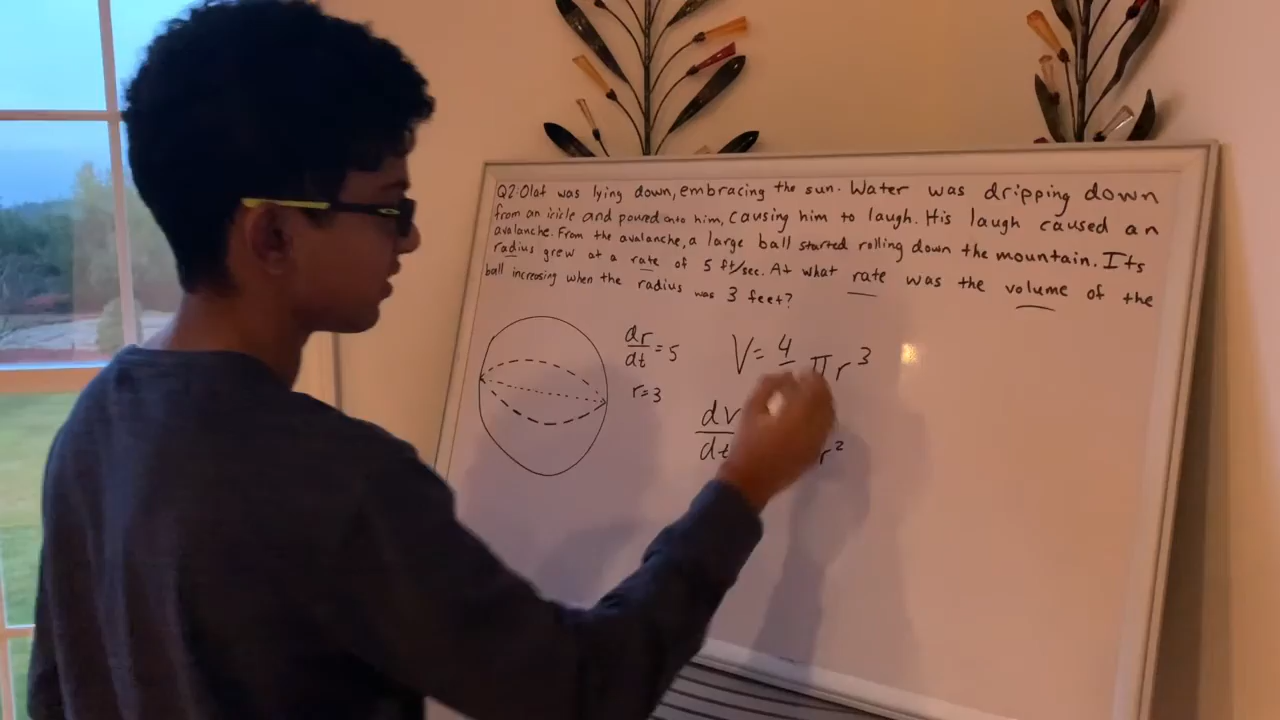 Q2: Olaf was lying down, embracing the sun. Water was dripping down
from an icicle and poured onto him, causing him to laugh. His laugh caused an
avalanche. From the avalanche, a large ball started rolling down the mountain. Its
radius grew at a rate of 5 ft/sec. At what rate was the volume of the
ball increasing when the radius was 3 feet?
dr/dt = 5
r=3
V= 4 π r³
dV/dt r²